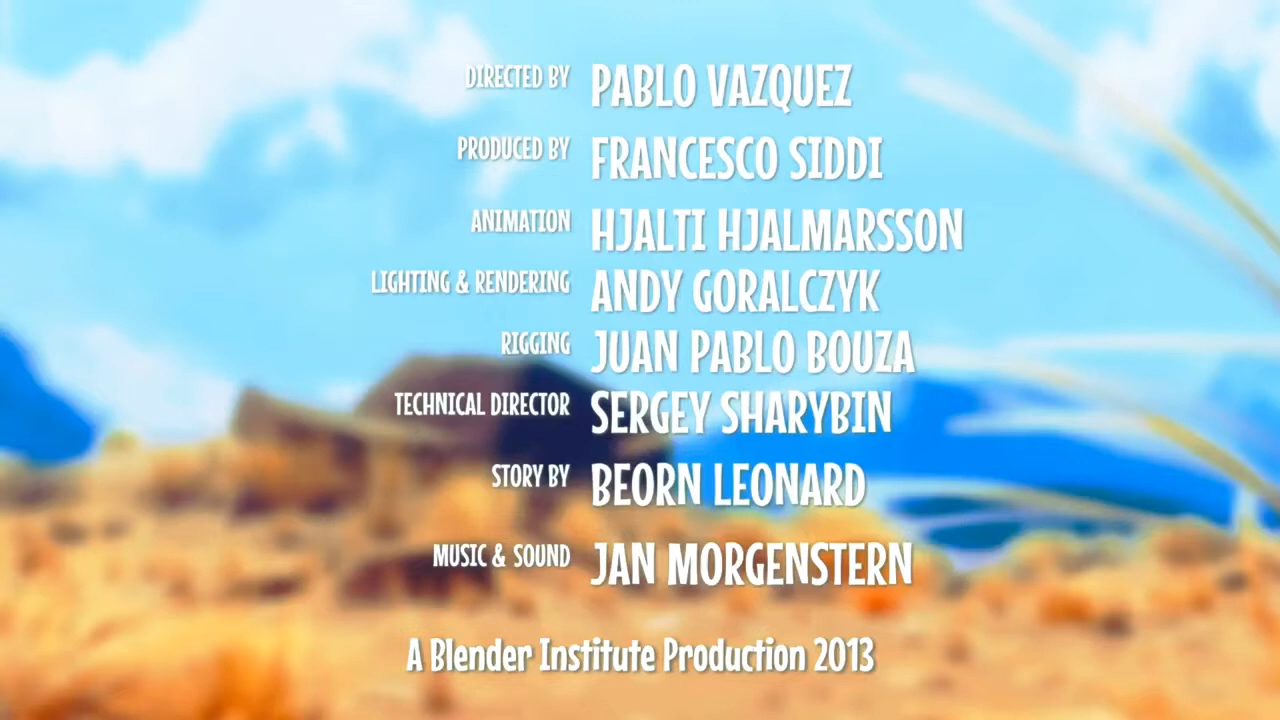 DIRECTED BY PABLO VAZQUEZ
PRODUCED BY FRANCESCO SIDDI
ANIMATION HJALTI HJALMARSSON
LIGHTING & RENDERING ANDY GORALCZYK
RIGGING JUAN PABLO BOUZA
TECHNICAL DIRECTOR SERGEY SHARYBIN
STORY BY BEORN LEONARD
MUSIC & SOUND JAN MORGENSTERN
A Blender Institute Production 2013